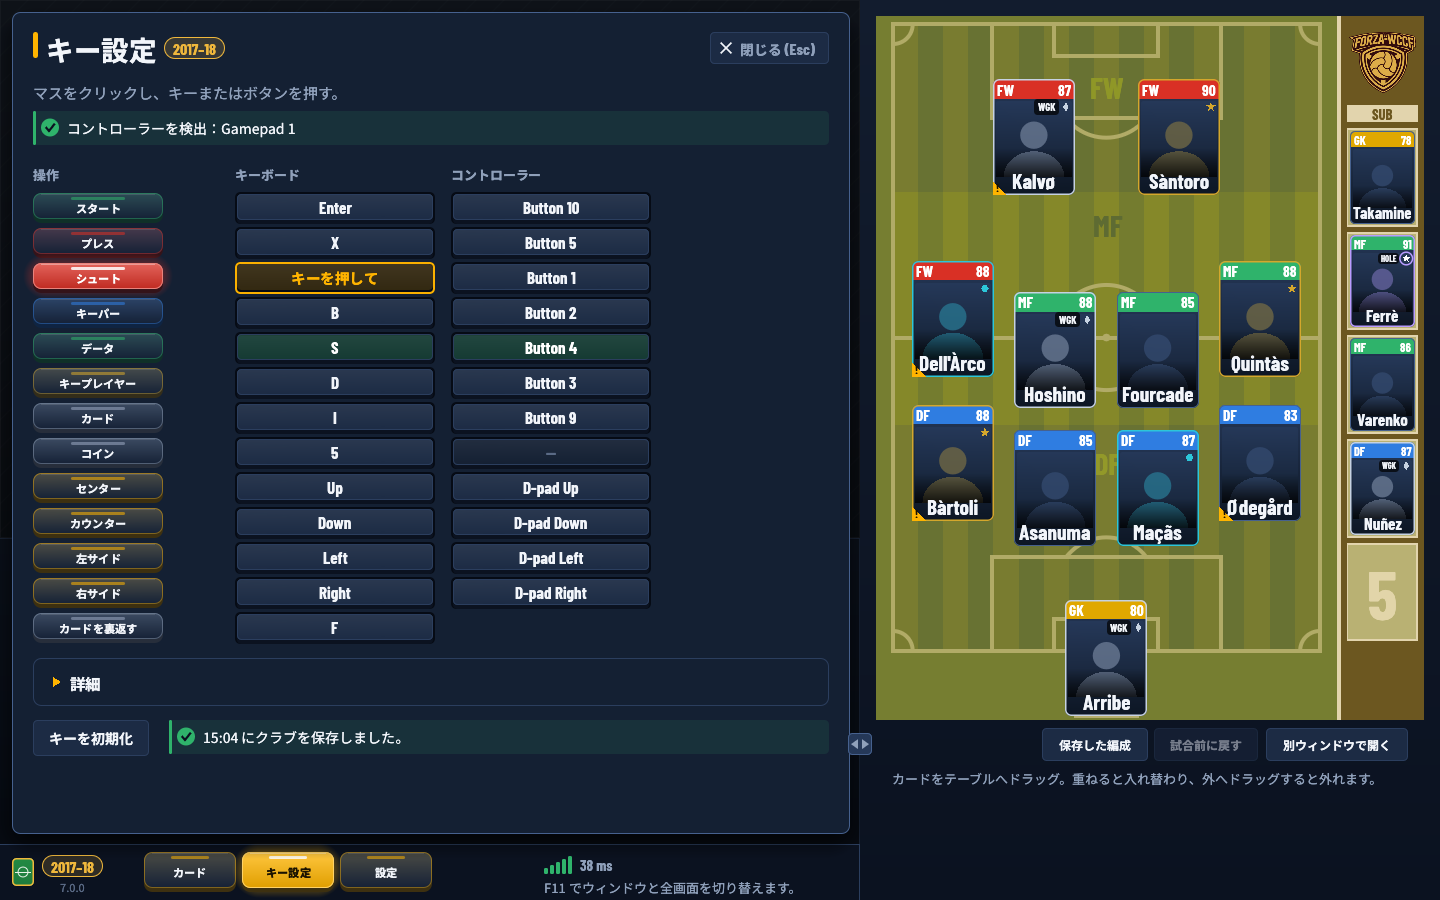 キー設定 2017-18
閉じる (Esc)
マスをクリックし、キーまたはボタンを押す。
コントローラーを検出：Gamepad 1
操作 キーボード コントローラー
スタート Enter Button 10
プレス X Button 5
シュート キーを押して Button 1
キーパー B Button 2
データ S Button 4
キープレイヤー D Button 3
カード I Button 9
コイン 5 —
センター Up D-pad Up
カウンター Down D-pad Down
左サイド Left D-pad Left
右サイド Right D-pad Right
カードを裏返す F
詳細
キーを初期化
15:04 にクラブを保存しました。
2017-18
7.0.0
カード
キー設定
設定
38 ms
F11 でウィンドウと全画面を切り替えます。
FW
FW 87
WGK
Kalvø
FW 90
Sàntoro
MF
FW 88
Dell'Àrco
MF 88
WGK
Hoshino
MF 85
Fourcade
MF 88
Quintàs
DF
DF 88
Bàrtoli
DF 85
Asanuma
DF 87
Maçãs
DF 83
Ødegård
GK 80
WGK
Arribe
FORZA-WCCF
SUB
GK 78
Takamine
MF 91
HOLE
Ferrè
MF 86
Varenko
DF 87
WGK
Nuñez
5
保存した編成
試合前に戻す
別ウィンドウで開く
カードをテーブルへドラッグ。重ねると入れ替わり、外へドラッグすると外れます。